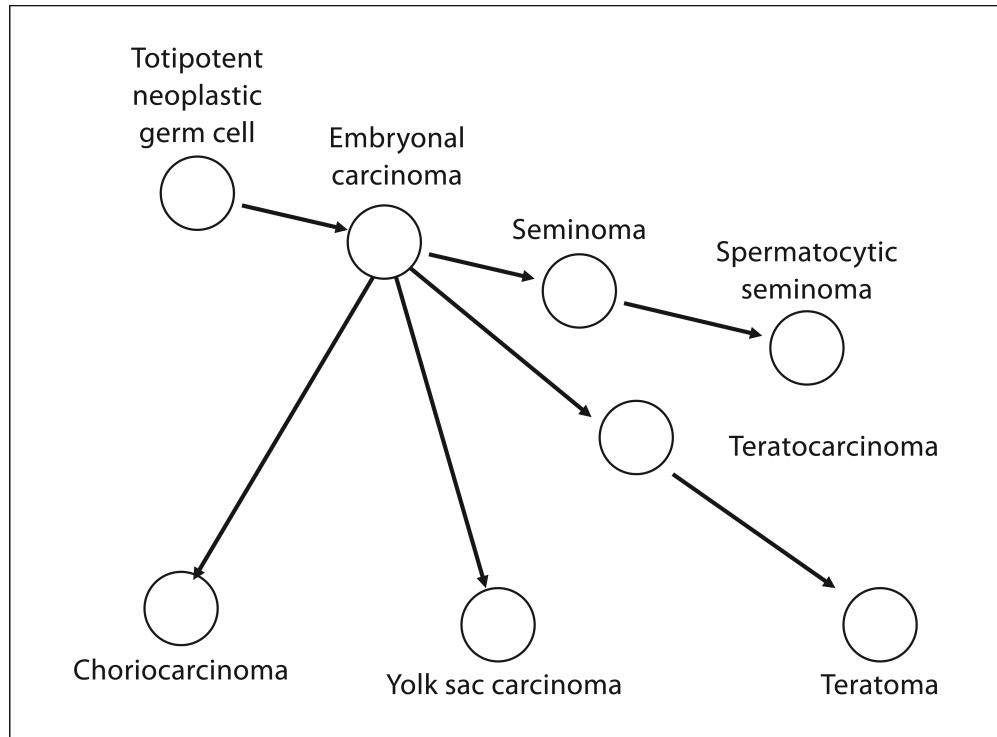 Totipotent
neoplastic
germ cell
Embryonal
carcinoma
Seminoma
Spermatocytic
seminoma
Teratocarcinoma
Choriocarcinoma
Yolk sac carcinoma
Teratoma